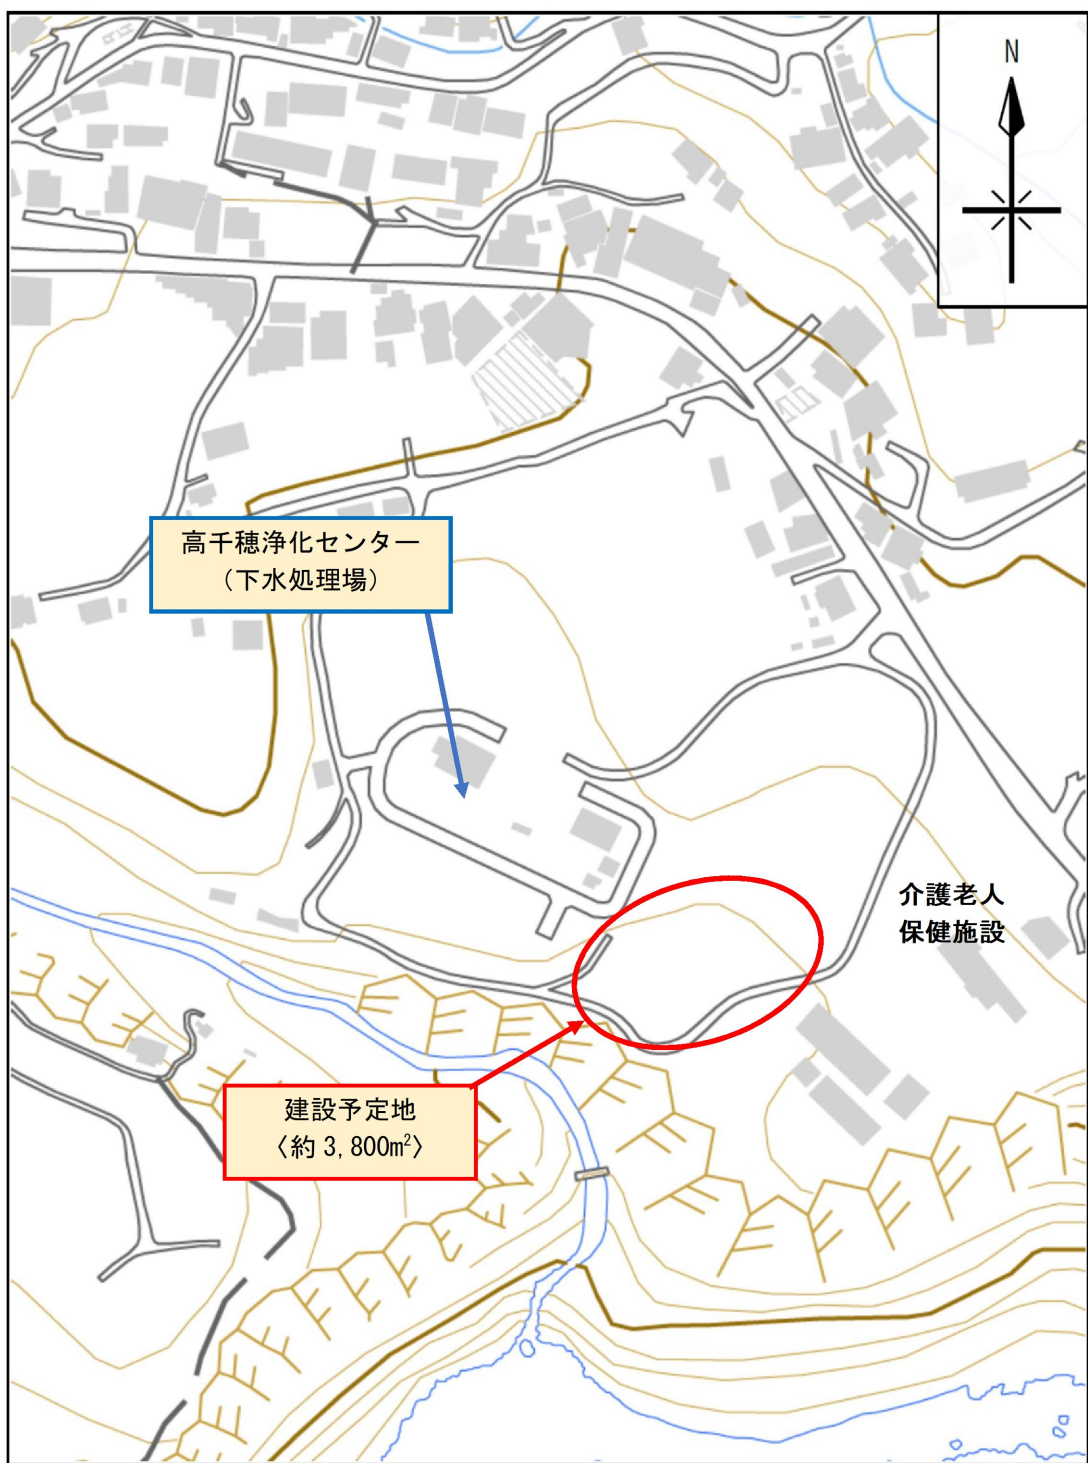 N
高千穂浄化センター
（下水処理場）
介護老人
保健施設
建設予定地
〈約 3,800m²〉